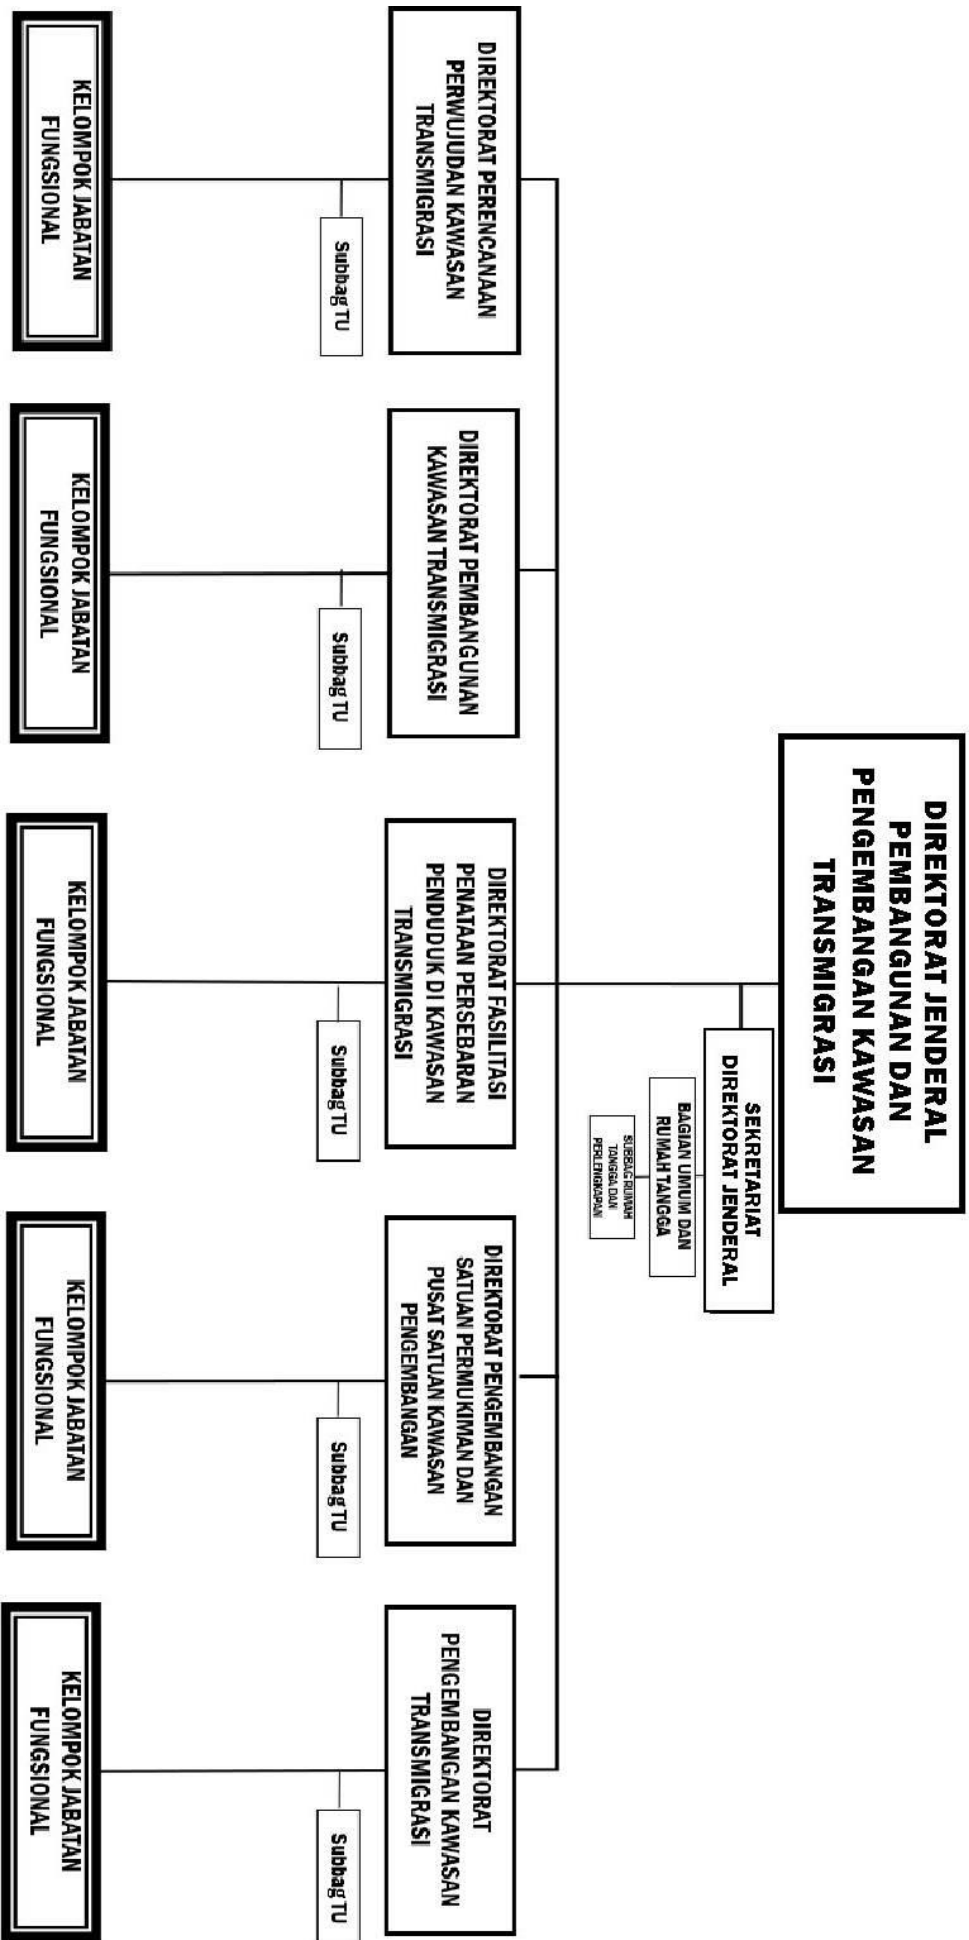 DIREKTORAT JENDERAL
PEMBANGUNAN DAN
PENGEMBANGAN KAWASAN
TRANSMIGRASI
SEKRETARIAT
DIREKTORAT JENDERAL
BAGIAN UMUM DAN
RUMAH TANGGA
SUBBAG RUMAH
TANGGA DAN
PERLENGKAPAN
DIREKTORAT PERENCANAAN
PERWUJUDAN KAWASAN
TRANSMIGRASI
DIREKTORAT PEMBANGUNAN
KAWASAN TRANSMIGRASI
DIREKTORAT FASILITASI
PENATAAN PERSEBARAN
PENDUDUK DI KAWASAN
TRANSMIGRASI
DIREKTORAT PENGEMBANGAN
SATUAN PERMUKIMAN DAN
PUSAT SATUAN KAWASAN
PENGEMBANGAN
DIREKTORAT
PENGEMBANGAN KAWASAN
TRANSMIGRASI
Subbag TU
Subbag TU
Subbag TU
Subbag TU
Subbag TU
KELOMPOK JABATAN
FUNGSIONAL
KELOMPOK JABATAN
FUNGSIONAL
KELOMPOK JABATAN
FUNGSIONAL
KELOMPOK JABATAN
FUNGSIONAL
KELOMPOK JABATAN
FUNGSIONAL